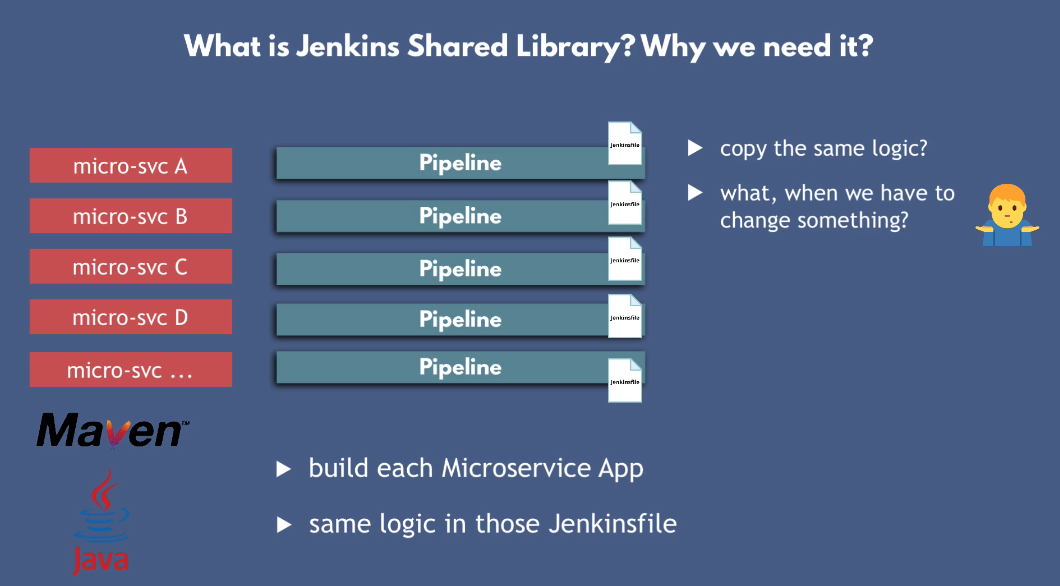 What is Jenkins Shared Library? Why we need it?
micro-svc A
Pipeline
Jenkinsfile
micro-svc B
Pipeline
Jenkinsfile
micro-svc C
Pipeline
Jenkinsfile
micro-svc D
Pipeline
Jenkinsfile
micro-svc ...
Pipeline
Jenkinsfile
copy the same logic?
what, when we have to
change something?
Maven™
Java
build each Microservice App
same logic in those Jenkinsfile